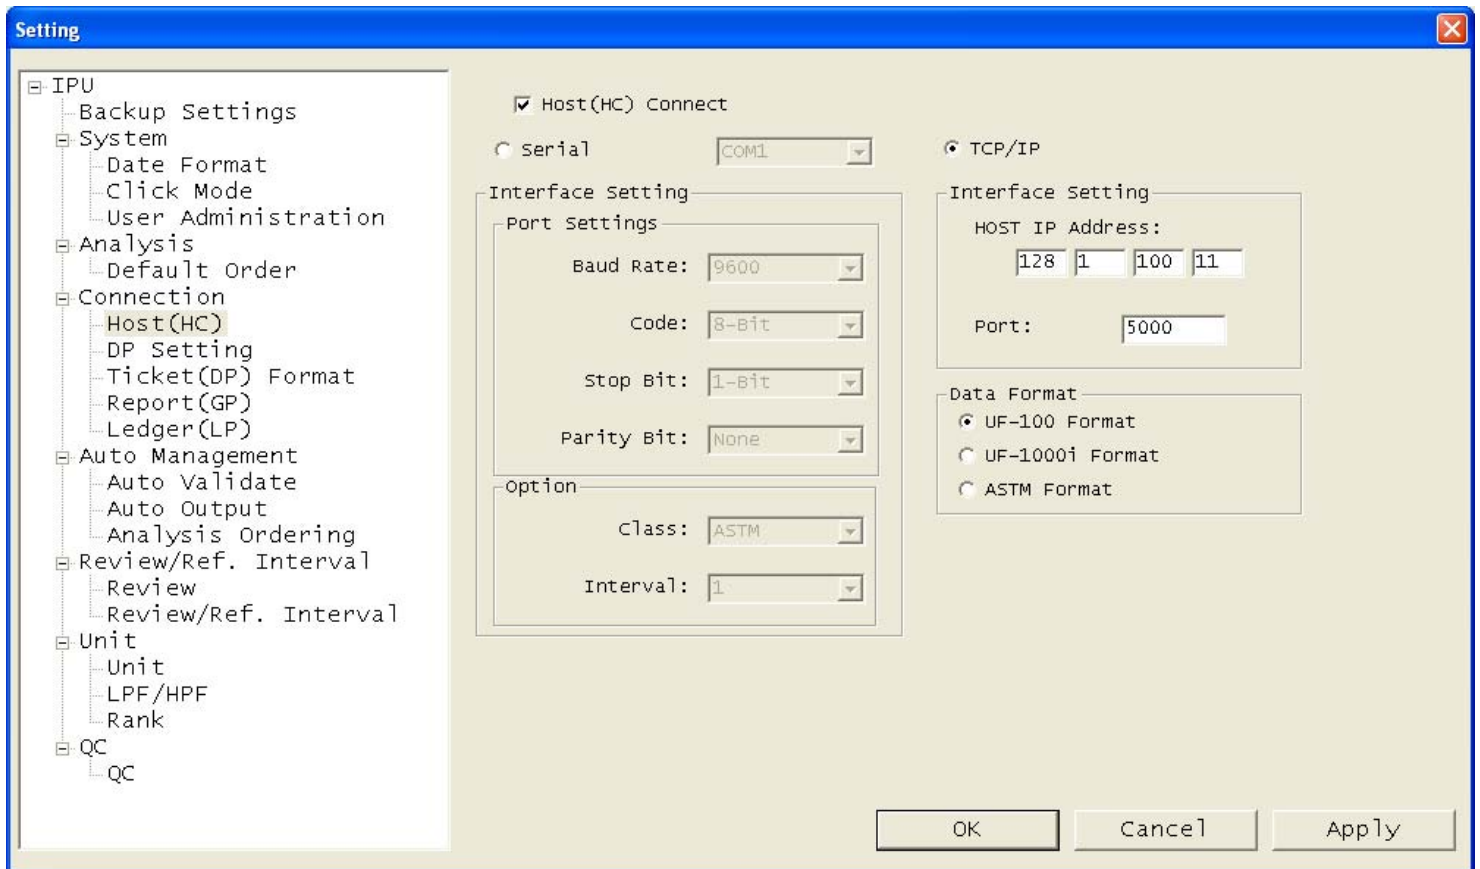 Setting
IPU
Backup Settings
System
Date Format
Click Mode
User Administration
Analysis
Default Order
Connection
Host(HC)
DP Setting
Ticket(DP) Format
Report(GP)
Ledger(LP)
Auto Management
Auto Validate
Auto Output
Analysis Ordering
Review/Ref. Interval
Review
Review/Ref. Interval
Unit
Unit
LPF/HPF
Rank
QC
QC
Host(HC) Connect
Serial COM1
Interface Setting
Port Settings
Baud Rate: 9600
Code: 8-Bit
Stop Bit: 1-Bit
Parity Bit: None
Option
Class: ASTM
Interval: 1
TCP/IP
Interface Setting
HOST IP Address:
128 1 100 11
Port: 5000
Data Format
UF-100 Format
UF-1000i Format
ASTM Format
OK Cancel Apply